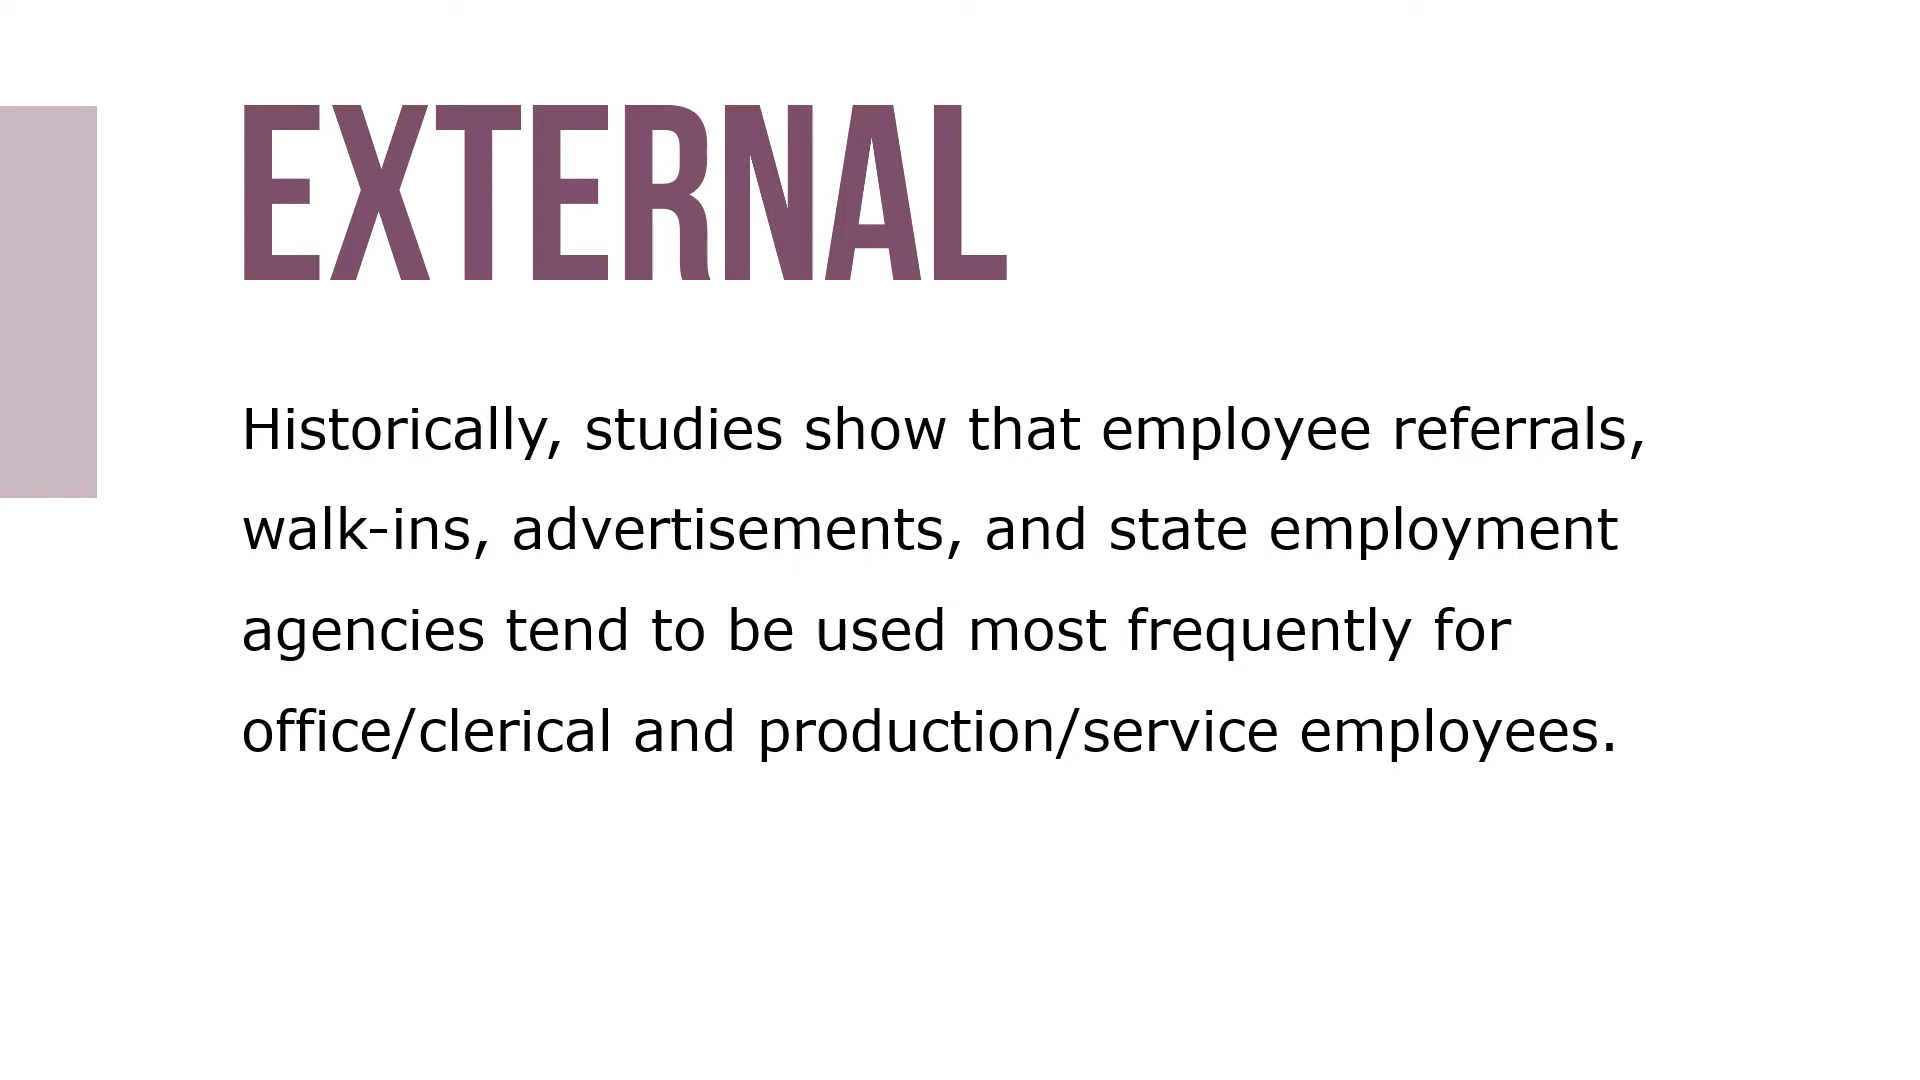 EXTERNAL
Historically, studies show that employee referrals,
walk-ins, advertisements, and state employment
agencies tend to be used most frequently for
office/clerical and production/service employees.